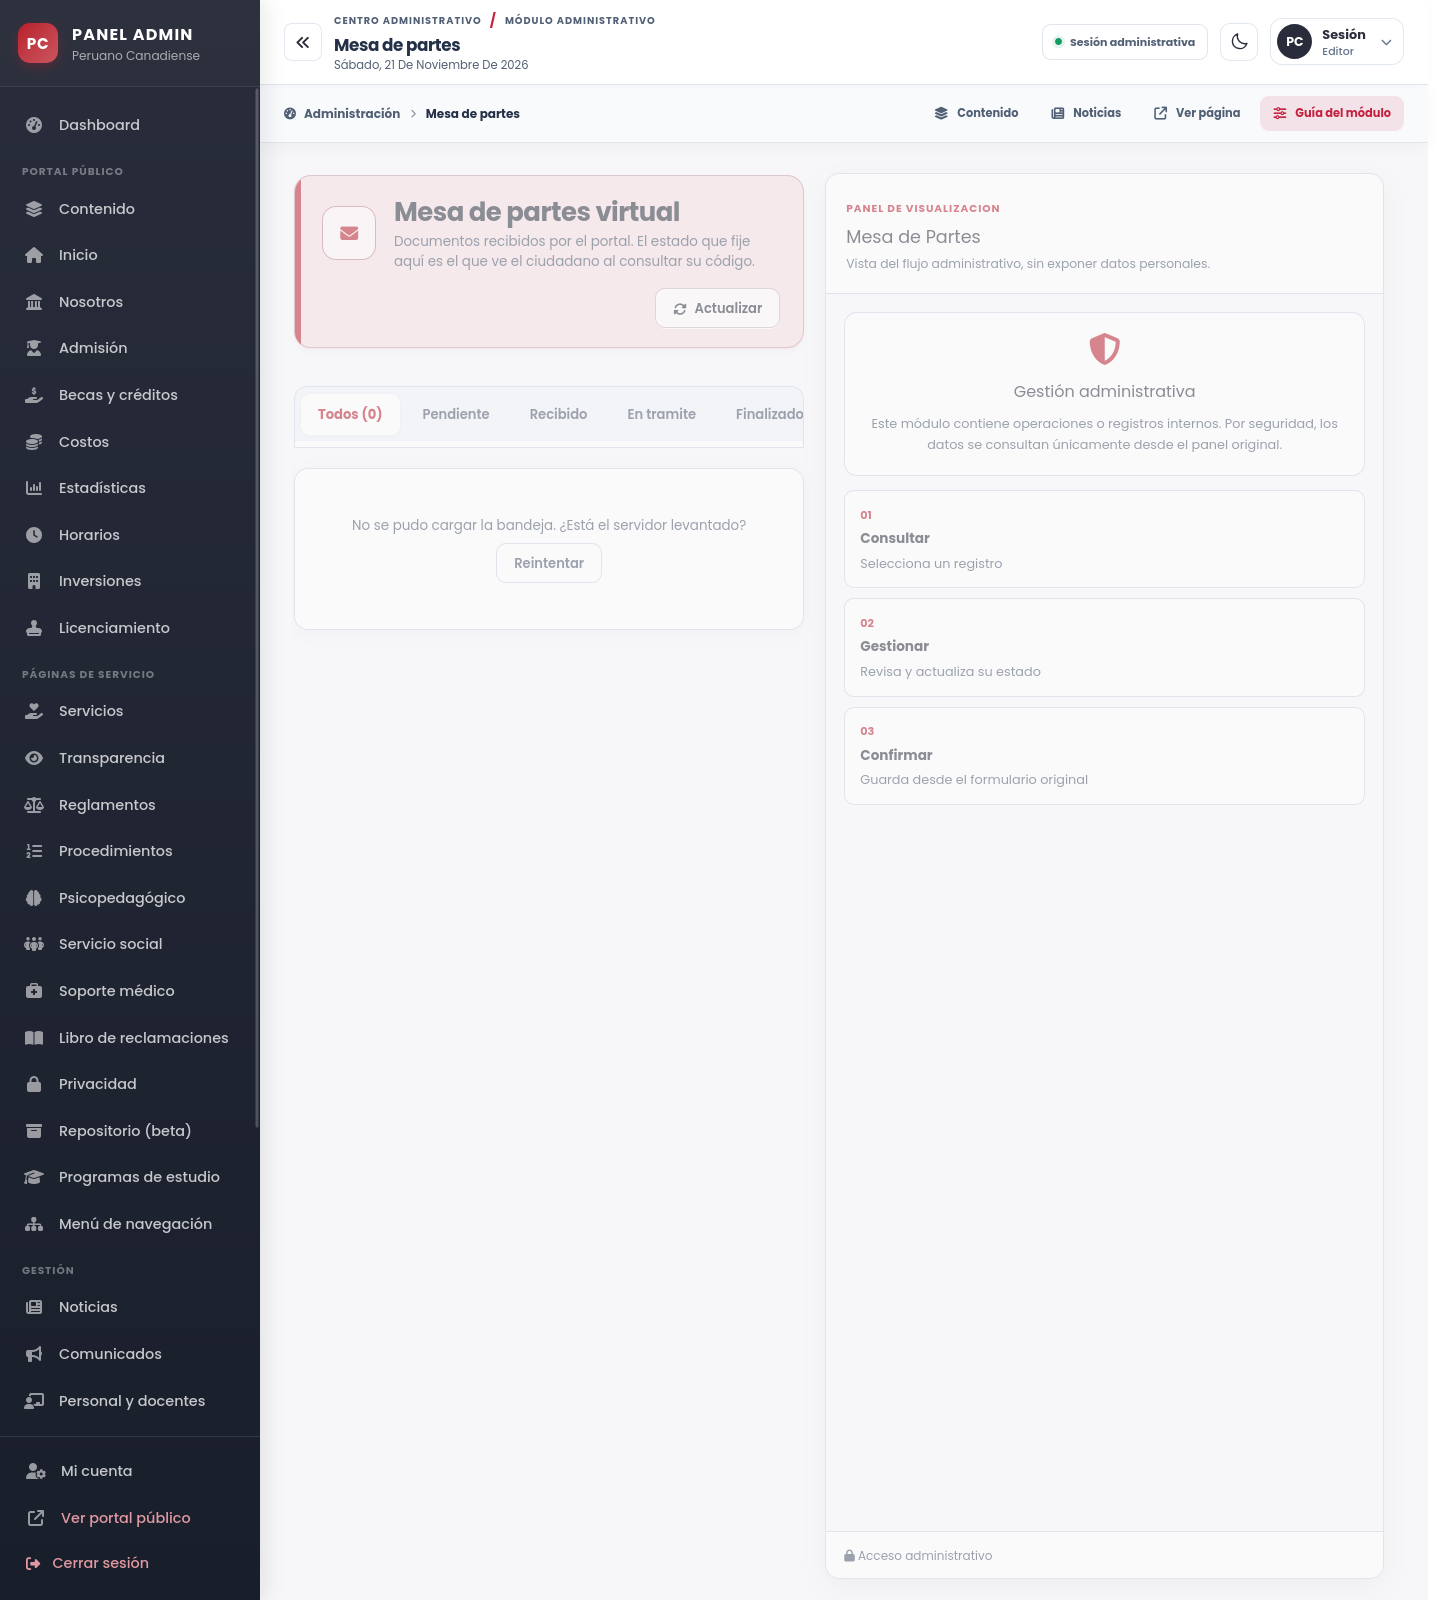 PC
PANEL ADMIN
Peruano Canadiense
Dashboard
PORTAL PÚBLICO
Contenido
Inicio
Nosotros
Admisión
Becas y créditos
Costos
Estadísticas
Horarios
Inversiones
Licenciamiento
PÁGINAS DE SERVICIO
Servicios
Transparencia
Reglamentos
Procedimientos
Psicopedagógico
Servicio social
Soporte médico
Libro de reclamaciones
Privacidad
Repositorio (beta)
Programas de estudio
Menú de navegación
GESTIÓN
Noticias
Comunicados
Personal y docentes
Mi cuenta
Ver portal público
Cerrar sesión
CENTRO ADMINISTRATIVO / MÓDULO ADMINISTRATIVO
Mesa de partes
Sábado, 21 De Noviembre De 2026
Sesión administrativa
PC
Sesión
Editor
Administración > Mesa de partes
Contenido
Noticias
Ver página
Guía del módulo
Mesa de partes virtual
Documentos recibidos por el portal. El estado que fije
aquí es el que ve el ciudadano al consultar su código.
Actualizar
Todos (0) Pendiente Recibido En tramite Finalizado
No se pudo cargar la bandeja. ¿Está el servidor levantado?
Reintentar
PANEL DE VISUALIZACION
Mesa de Partes
Vista del flujo administrativo, sin exponer datos personales.
Gestión administrativa
Este módulo contiene operaciones o registros internos. Por seguridad, los
datos se consultan únicamente desde el panel original.
01
Consultar
Selecciona un registro
02
Gestionar
Revisa y actualiza su estado
03
Confirmar
Guarda desde el formulario original
Acceso administrativo